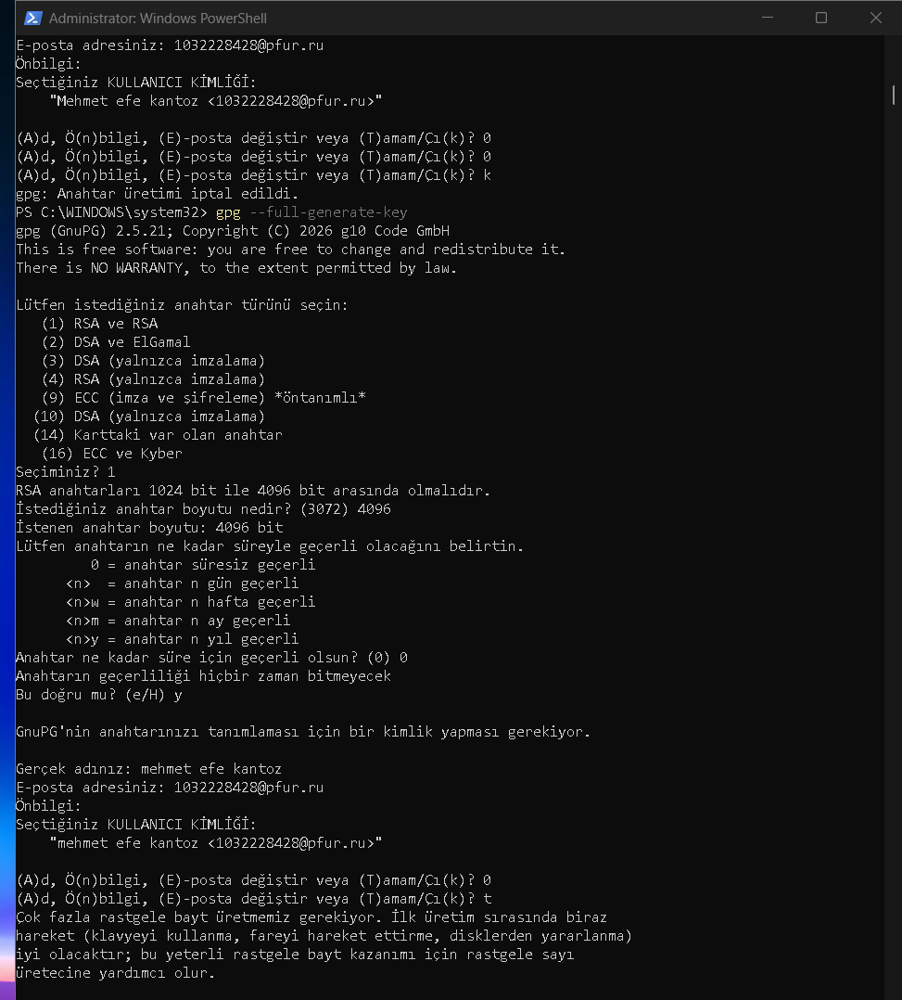 Administrator: Windows PowerShell
E-posta adresiniz: 1032228428@pfur.ru
Önbilgi:
Seçtiğiniz KULLANICI KİMLİĞİ:
    "Mehmet efe kantoz <1032228428@pfur.ru>"

(A)d, Ö(n)bilgi, (E)-posta değiştir veya (T)amam/Çı(k)? 0
(A)d, Ö(n)bilgi, (E)-posta değiştir veya (T)amam/Çı(k)? 0
(A)d, Ö(n)bilgi, (E)-posta değiştir veya (T)amam/Çı(k)? k
gpg: Anahtar üretimi iptal edildi.
PS C:\WINDOWS\system32> gpg --full-generate-key
gpg (GnuPG) 2.5.21; Copyright (C) 2026 g10 Code GmbH
This is free software: you are free to change and redistribute it.
There is NO WARRANTY, to the extent permitted by law.

Lütfen istediğiniz anahtar türünü seçin:
   (1) RSA ve RSA
   (2) DSA ve ElGamal
   (3) DSA (yalnızca imzalama)
   (4) RSA (yalnızca imzalama)
   (9) ECC (imza ve şifreleme) *öntanımlı*
  (10) DSA (yalnızca imzalama)
  (14) Karttaki var olan anahtar
   (16) ECC ve Kyber
Seçiminiz? 1
RSA anahtarları 1024 bit ile 4096 bit arasında olmalıdır.
İstediğiniz anahtar boyutu nedir? (3072) 4096
İstenen anahtar boyutu: 4096 bit
Lütfen anahtarın ne kadar süreyle geçerli olacağını belirtin.
         0 = anahtar süresiz geçerli
      <n>  = anahtar n gün geçerli
      <n>w = anahtar n hafta geçerli
      <n>m = anahtar n ay geçerli
      <n>y = anahtar n yıl geçerli
Anahtar ne kadar süre için geçerli olsun? (0) 0
Anahtarın geçerliliği hiçbir zaman bitmeyecek
Bu doğru mu? (e/H) y

GnuPG'nin anahtarınızı tanımlaması için bir kimlik yapması gerekiyor.

Gerçek adınız: mehmet efe kantoz
E-posta adresiniz: 1032228428@pfur.ru
Önbilgi:
Seçtiğiniz KULLANICI KİMLİĞİ:
    "mehmet efe kantoz <1032228428@pfur.ru>"

(A)d, Ö(n)bilgi, (E)-posta değiştir veya (T)amam/Çı(k)? 0
(A)d, Ö(n)bilgi, (E)-posta değiştir veya (T)amam/Çı(k)? t
Çok fazla rastgele bayt üretmemiz gerekiyor. İlk üretim sırasında biraz
hareket (klavyeyi kullanma, fareyi hareket ettirme, disklerden yararlanma)
iyi olacaktır; bu yeterli rastgele bayt kazanımı için rastgele sayı
üretecine yardımcı olur.